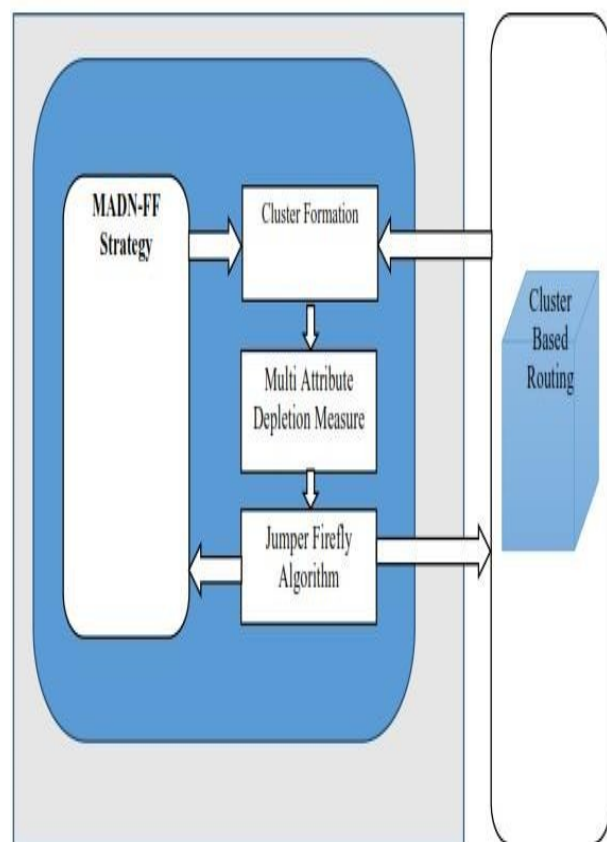 MADN-FF
Strategy
Cluster Formation
Multi Attribute
Depletion Measure
Jumper Firefly
Algorithm
Cluster
Based
Routing